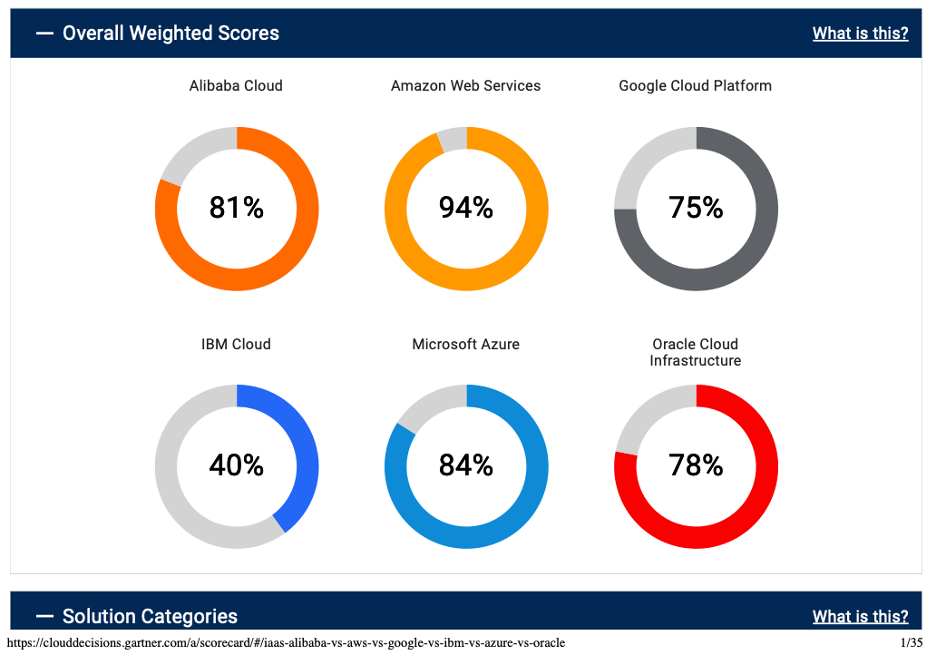 — Overall Weighted Scores What is this?
Alibaba Cloud Amazon Web Services Google Cloud Platform
81% 94% 75%
IBM Cloud Microsoft Azure Oracle Cloud
Infrastructure
40% 84% 78%
— Solution Categories What is this?
https://clouddecisions.gartner.com/a/scorecard/#/iaas-alibaba-vs-aws-vs-google-vs-ibm-vs-azure-vs-oracle 1/35